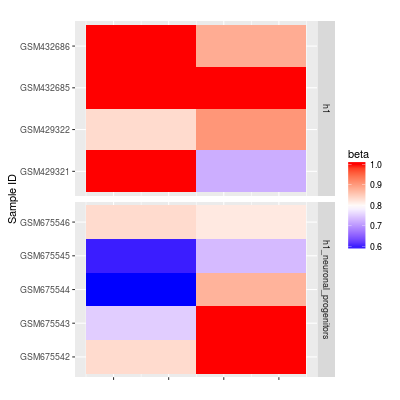 GSM432686
GSM432685
GSM429322
GSM429321
h1
Sample ID
GSM675546
GSM675545
GSM675544
GSM675543
GSM675542
h1_neuronal_progenitors
beta
1.0
0.9
0.8
0.7
0.6